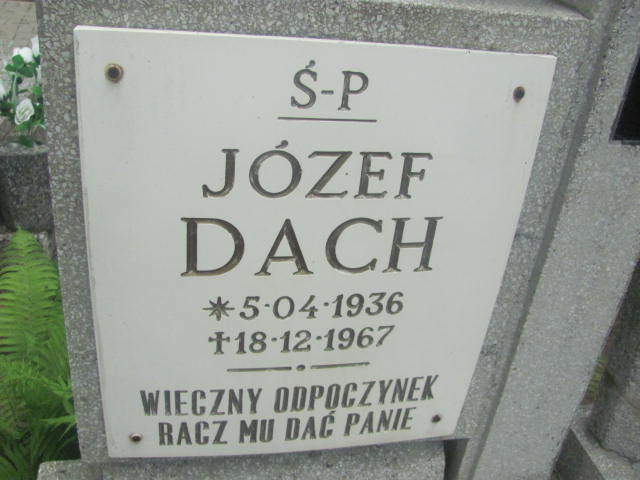 Ś-P
JÓZEF
DACH
*5·04·1936
†18·12·1967
WIECZNY ODPOCZYNEK
RACZ MU DAĆ PANIE